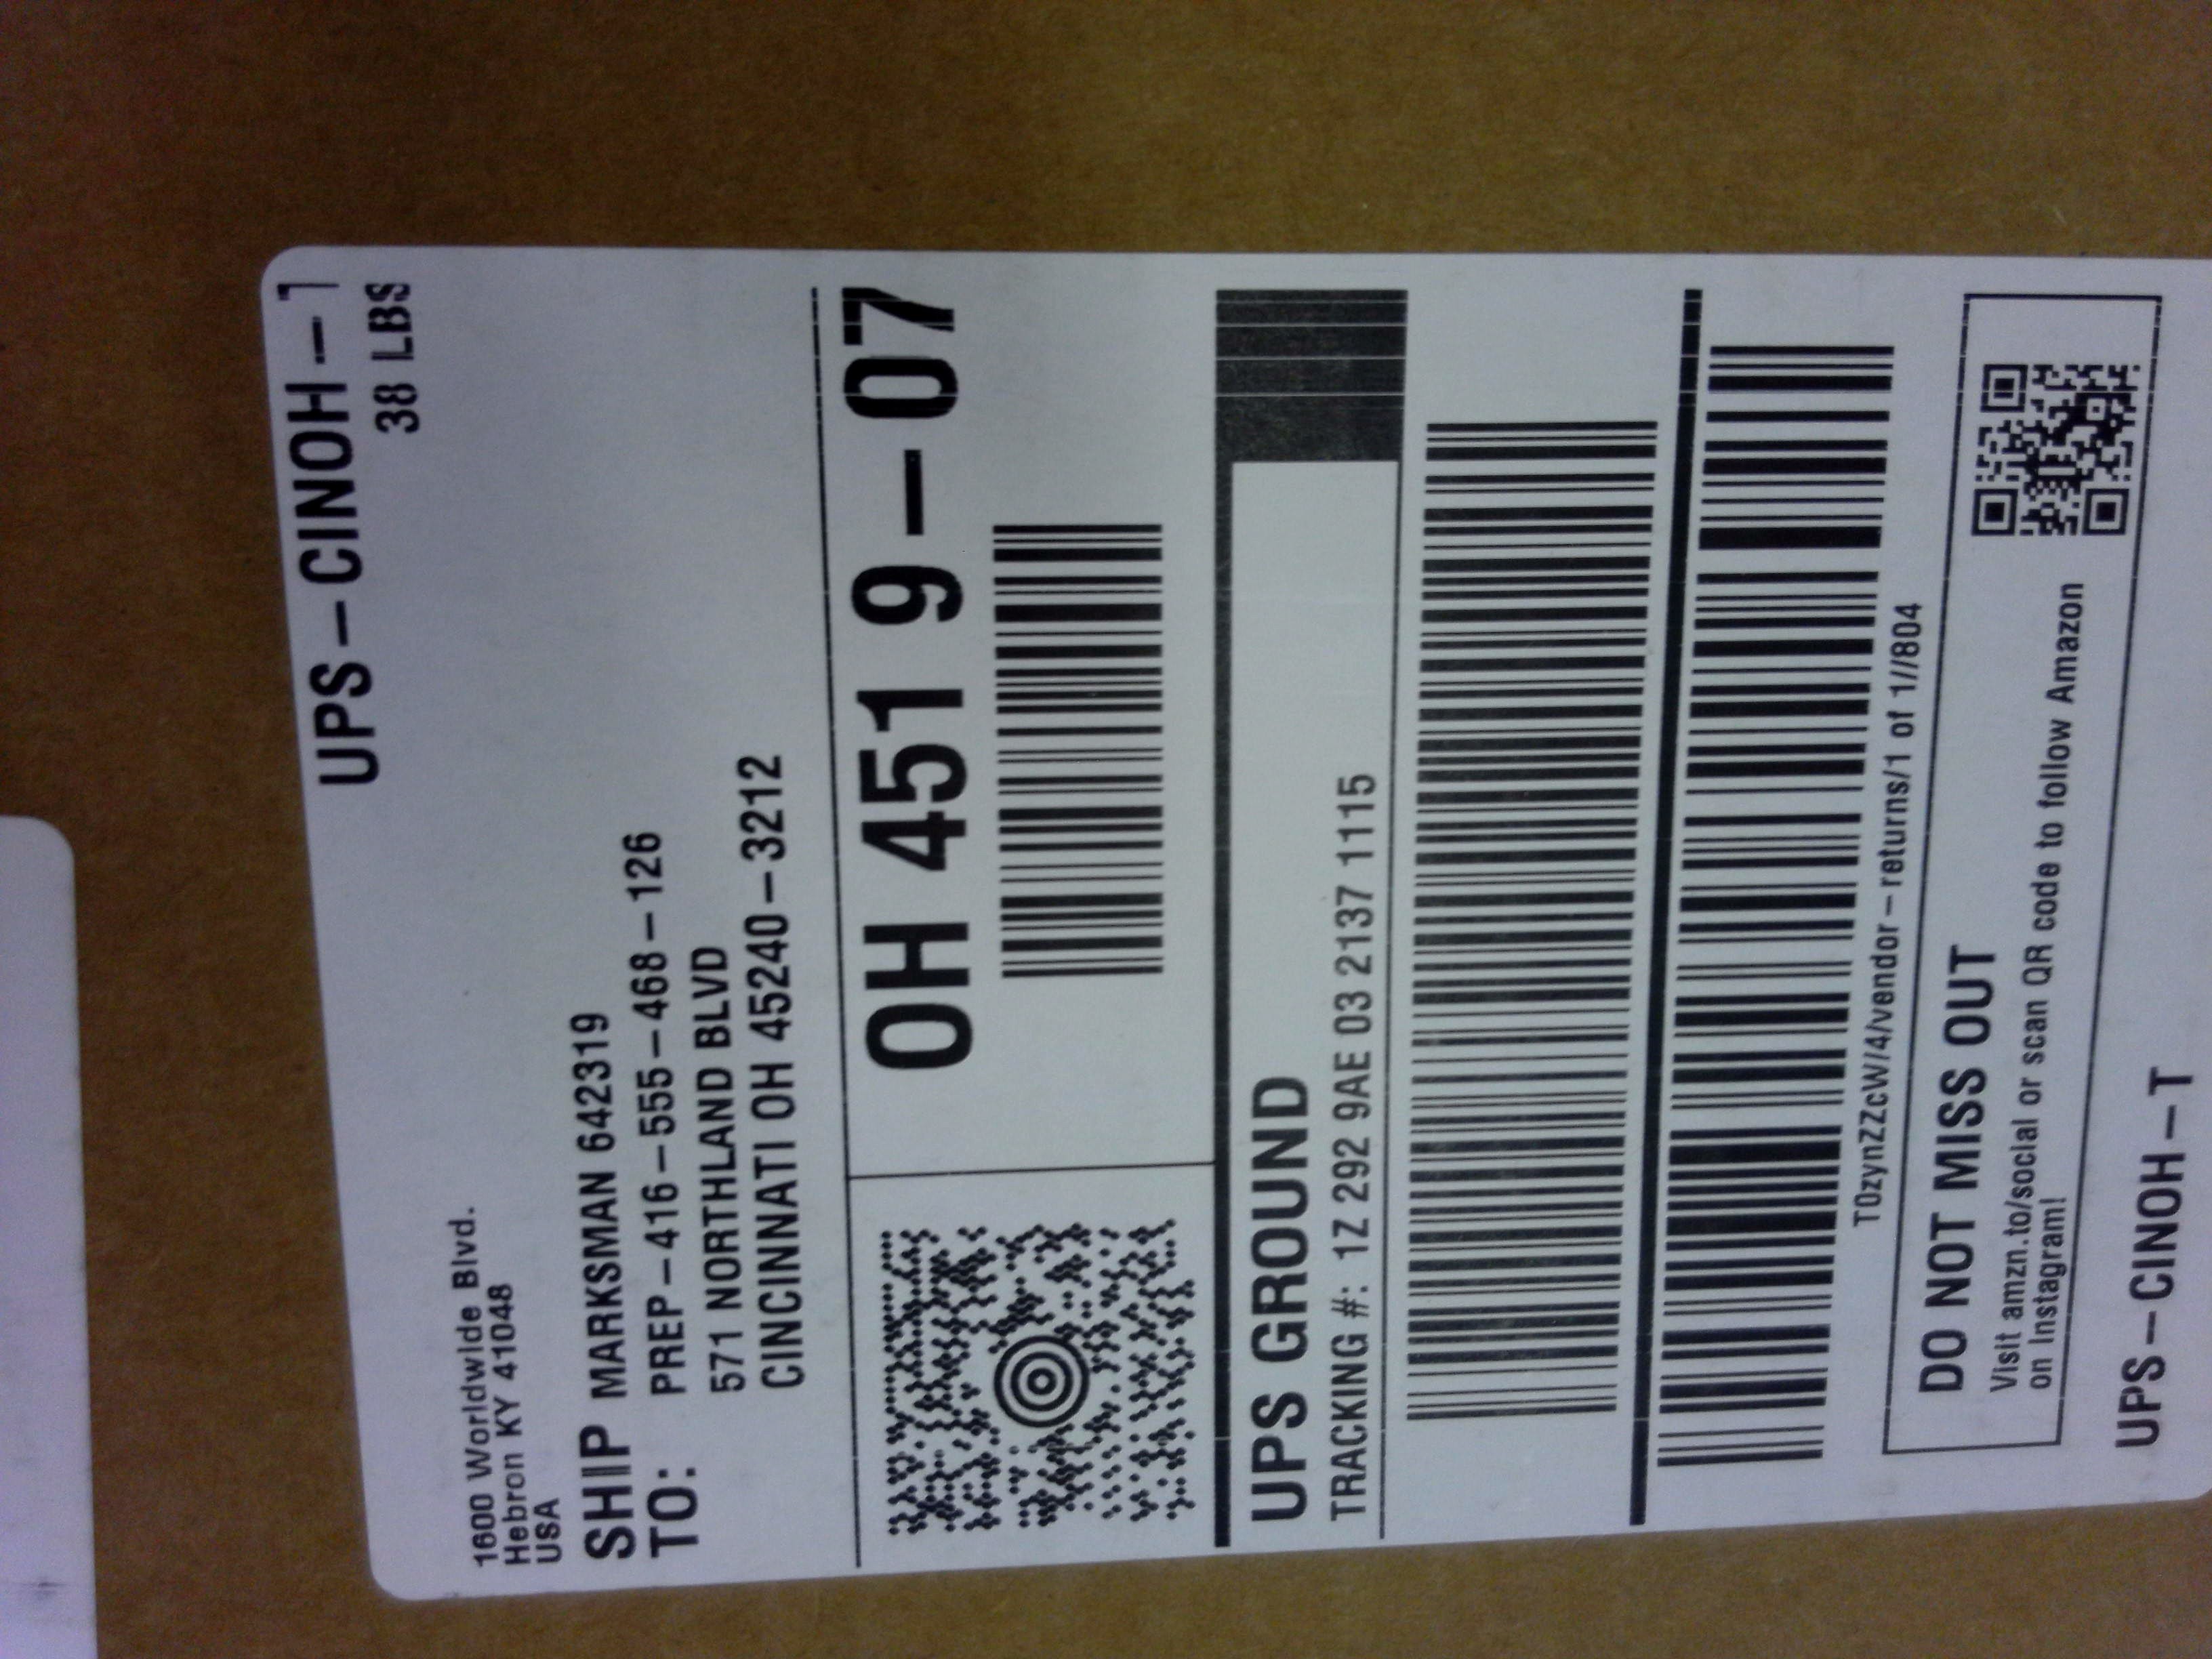 UPS-CINOH-T
38 LBS
1600 Worldwide Blvd.
Hebron KY 41048
USA
SHIP TO:
MARKSMAN 642319
PREP-416-555-468-126
571 NORTHLAND BLVD
CINCINNATI OH 45240-3212
OH 451 9-07
UPS GROUND
TRACKING #: 1Z 292 9AE 03 2137 1115
T0zynZZcW/4/vendor-returns/1 of 1//804
DO NOT MISS OUT
Visit amzn.to/social or scan QR code to follow Amazon
on Instagram!
UPS-CINOH-T